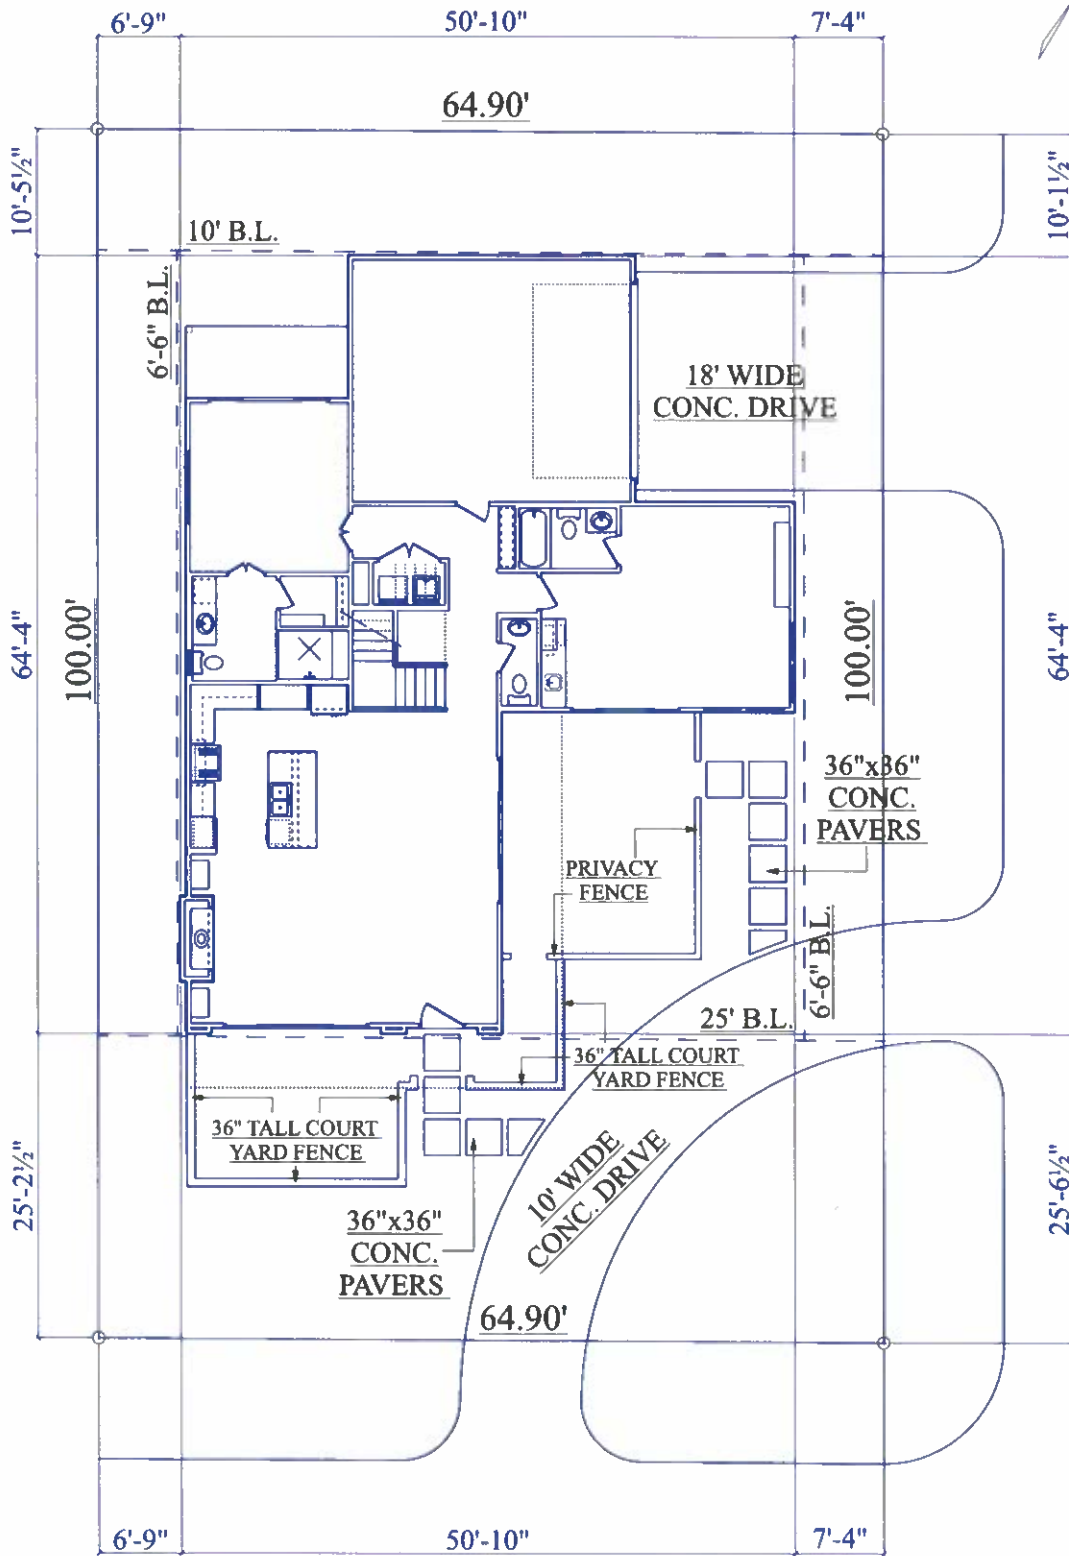 6'-9"
50'-10"
7'-4"
64.90'
10'-5½"
10'-1½"
10' B.L.
6'-6" B.L.
18' WIDE
CONC. DRIVE
64'-4"
100.00'
100.00'
64'-4"
36"x36"
CONC.
PAVERS
PRIVACY
FENCE
6'-6" B.L.
25' B.L.
36" TALL COURT
YARD FENCE
36" TALL COURT
YARD FENCE
10' WIDE
CONC. DRIVE
25'-2½"
25'-6½"
36"x36"
CONC.
PAVERS
64.90'
6'-9"
50'-10"
7'-4"